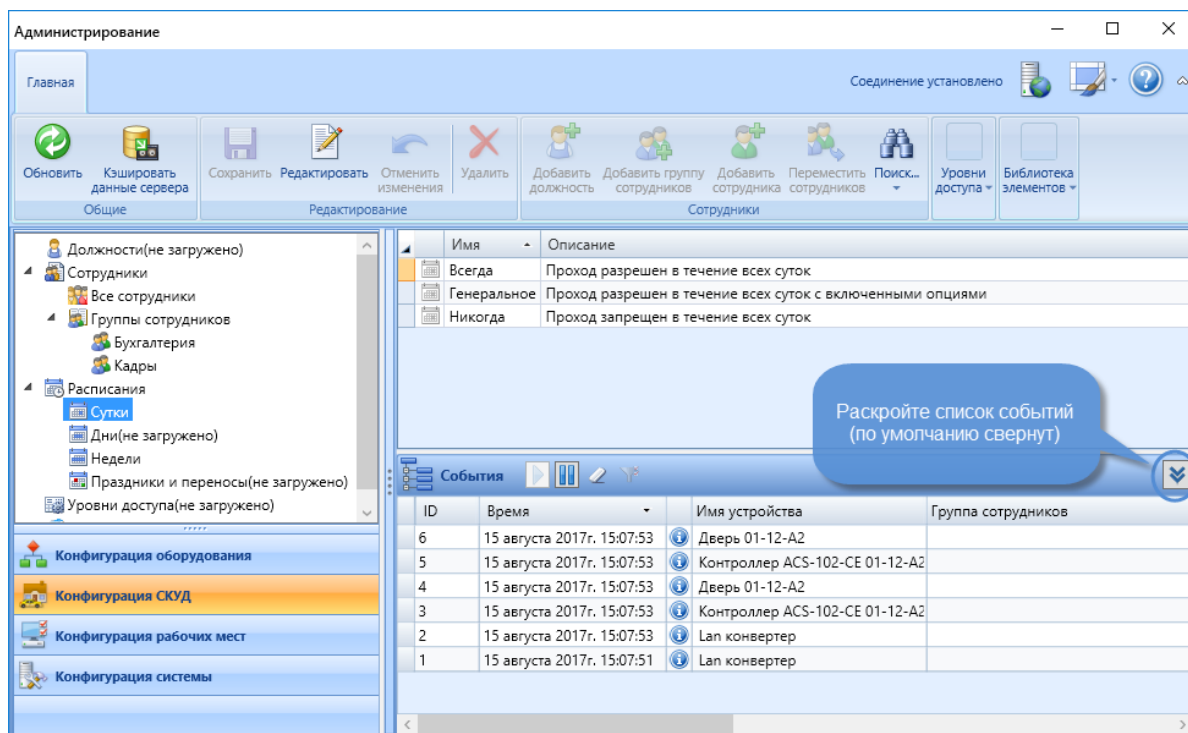 Администрирование
Главная
Соединение установлено
Обновить
Кэшировать
данные сервера
Сохранить
Редактировать
Отменить
изменения
Удалить
Добавить
должность
Добавить группу
сотрудников
Добавить
сотрудника
Переместить
сотрудников
Поиск...
Уровни
доступа
Библиотека
элементов
Общие
Редактирование
Сотрудники
Должности(не загружено)
Сотрудники
Все сотрудники
Группы сотрудников
Бухгалтерия
Кадры
Расписания
Сутки
Дни(не загружено)
Недели
Праздники и переносы(не загружено)
Уровни доступа(не загружено)
Конфигурация оборудования
Конфигурация СКУД
Конфигурация рабочих мест
Конфигурация системы
Имя Описание
Всегда Проход разрешен в течение всех суток
Генеральное Проход разрешен в течение всех суток с включенными опциями
Никогда Проход запрещен в течение всех суток
Раскройте список событий
(по умолчанию свернут)
События
ID Время Имя устройства Группа сотрудников
6 15 августа 2017г. 15:07:53 Дверь 01-12-A2
5 15 августа 2017г. 15:07:53 Контроллер ACS-102-CE 01-12-A2
4 15 августа 2017г. 15:07:53 Дверь 01-12-A2
3 15 августа 2017г. 15:07:53 Контроллер ACS-102-CE 01-12-A2
2 15 августа 2017г. 15:07:53 Lan конвертер
1 15 августа 2017г. 15:07:51 Lan конвертер